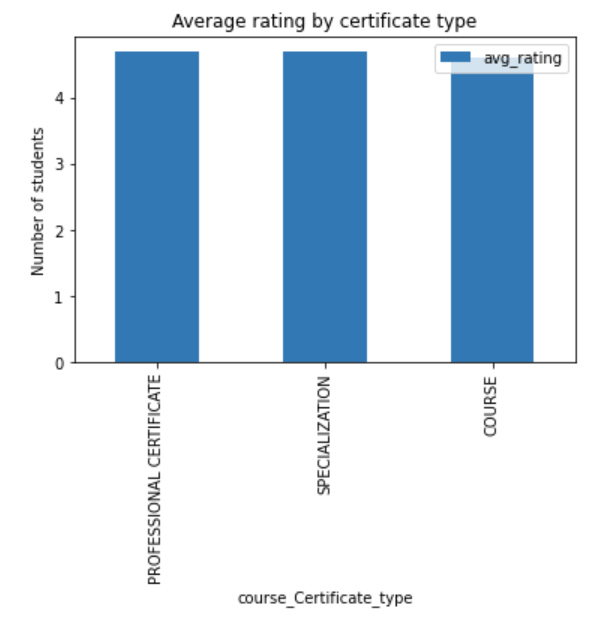 Average rating by certificate type
avg_rating
Number of students
4
3
2
1
0
PROFESSIONAL CERTIFICATE
SPECIALIZATION
COURSE
course_Certificate_type